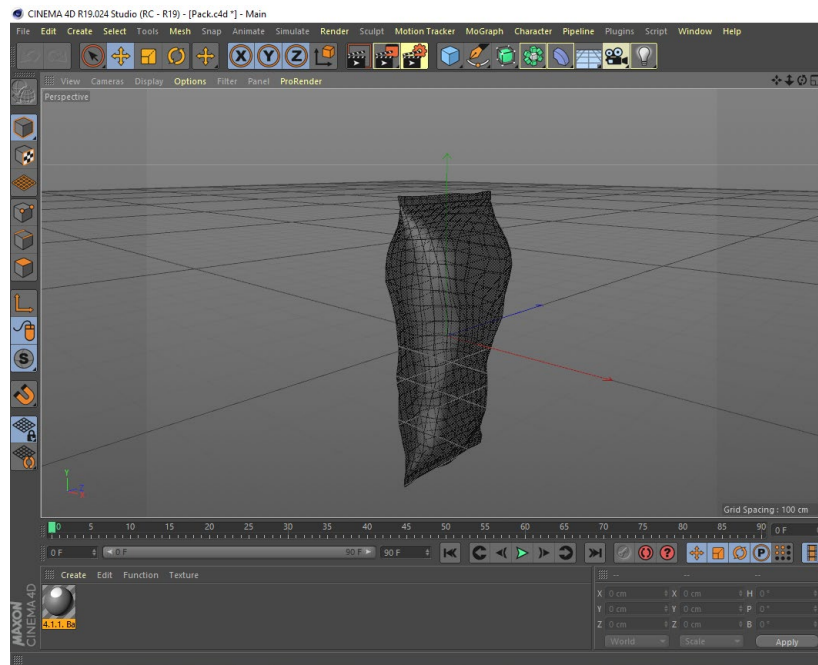 CINEMA 4D R19.024 Studio (RC - R19) - [Pack.c4d *] - Main
File Edit Create Select Tools Mesh Snap Animate Simulate Render Sculpt Motion Tracker MoGraph Character Pipeline Plugins Script Window Help
X Y Z
View Cameras Display Options Filter Panel ProRender
Perspective
S
Y
Z
X
Grid Spacing : 100 cm
0 5 10 15 20 25 30 35 40 45 50 55 60 65 70 75 80 85 90 0 F
0 F 0 F 90 F 90 F
P
Create Edit Function Texture
-- -- --
X 0 cm X 0 cm H 0°
Y 0 cm Y 0 cm P 0°
Z 0 cm Z 0 cm B 0°
World Scale Apply
4.1.1. Ba
MAXON
CINEMA 4D